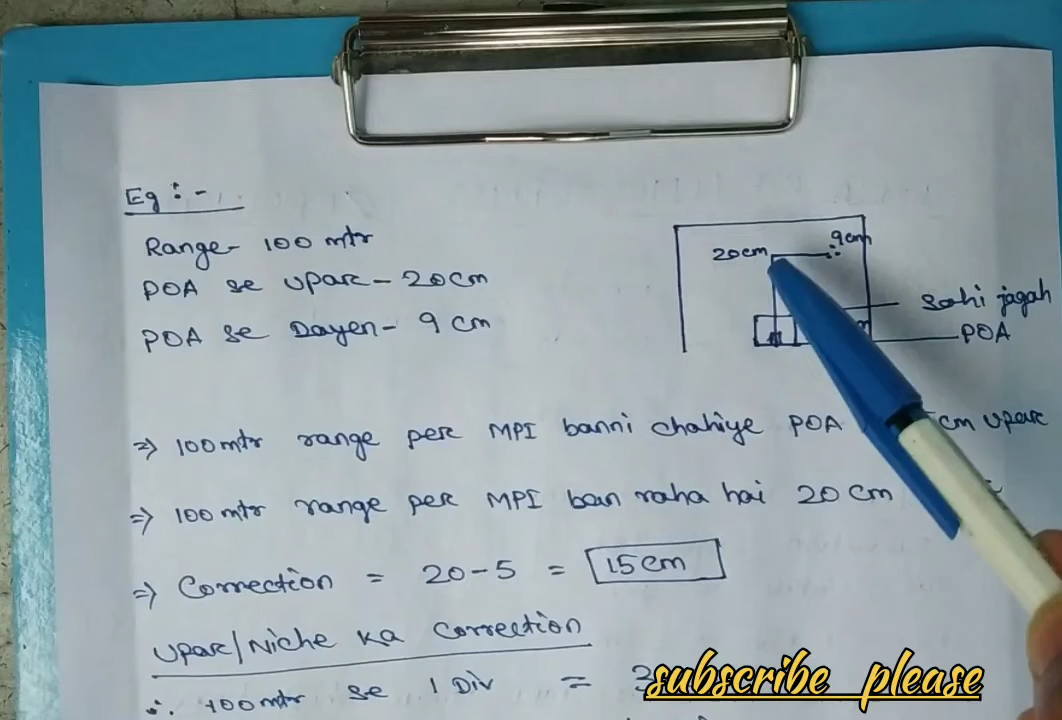 Eg :-
Range- 100 mtr
POA se upar - 20cm
POA se Dayen - 9 cm
20cm
9cm
Sahi jagah
POA
⇒ 100 mtr range per MPI banni chahiye POA cm upar
⇒ 100 mtr range per MPI ban raha hai 20 cm
⇒ Correction = 20-5 = 15cm
Upar/Niche ka Correction
∴ 100 mtr se 1 Div =
subscribe please